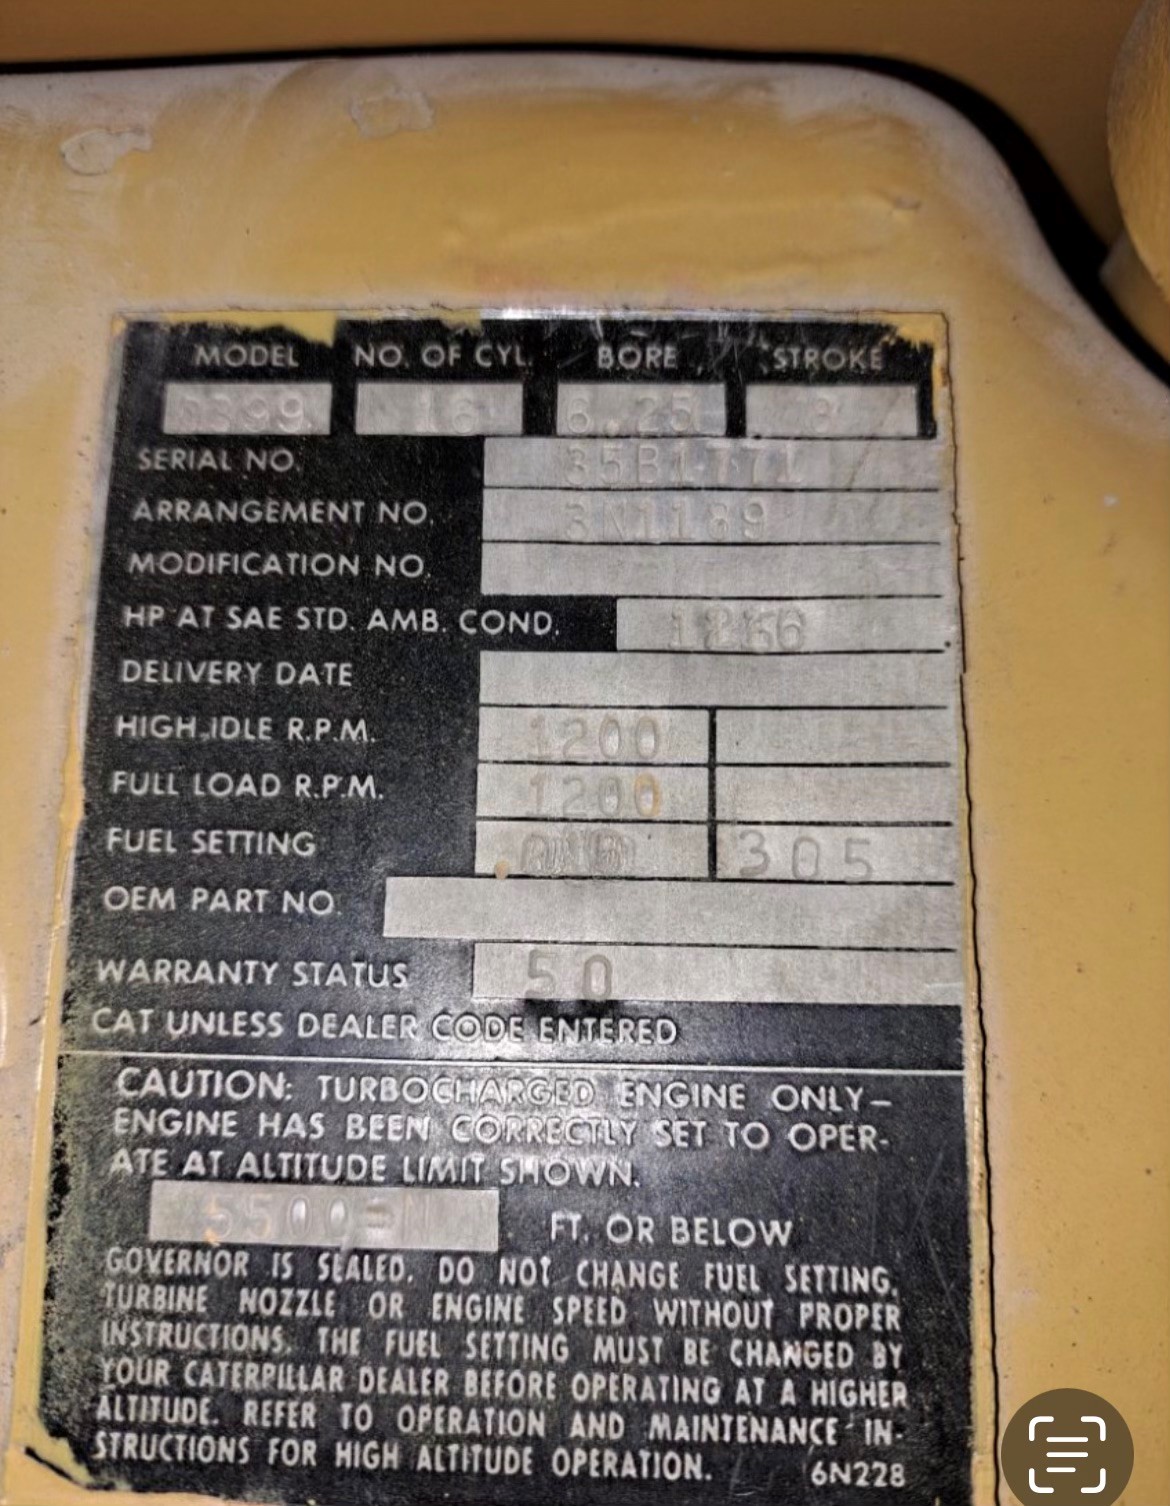 MODEL NO. OF CYL. BORE STROKE
D399 16 6.25 8
SERIAL NO. 35B1771
ARRANGEMENT NO. 3N1189
MODIFICATION NO.
HP AT SAE STD. AMB. COND.
DELIVERY DATE
HIGH IDLE R.P.M. 1200
FULL LOAD R.P.M. 1200
FUEL SETTING 305
OEM PART NO.
WARRANTY STATUS 50
CAT UNLESS DEALER CODE ENTERED
CAUTION: TURBOCHARGED ENGINE ONLY–
ENGINE HAS BEEN CORRECTLY SET TO OPER-
ATE AT ALTITUDE LIMIT SHOWN.
FT. OR BELOW
GOVERNOR IS SEALED. DO NOT CHANGE FUEL SETTING,
TURBINE NOZZLE OR ENGINE SPEED WITHOUT PROPER
INSTRUCTIONS. THE FUEL SETTING MUST BE CHANGED BY
YOUR CATERPILLAR DEALER BEFORE OPERATING AT A HIGHER
ALTITUDE. REFER TO OPERATION AND MAINTENANCE IN-
STRUCTIONS FOR HIGH ALTITUDE OPERATION. 6N228